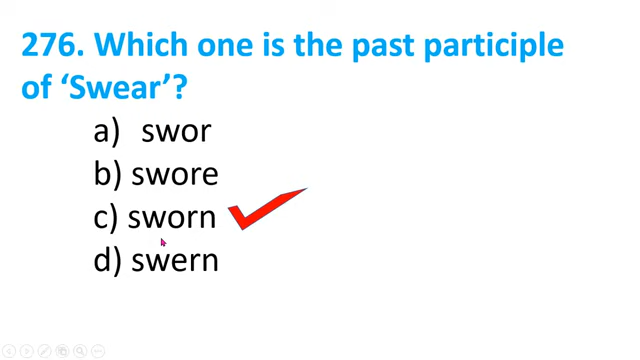 276. Which one is the past participle
of ‘Swear’?
a) swor
b) swore
c) sworn
d) swern